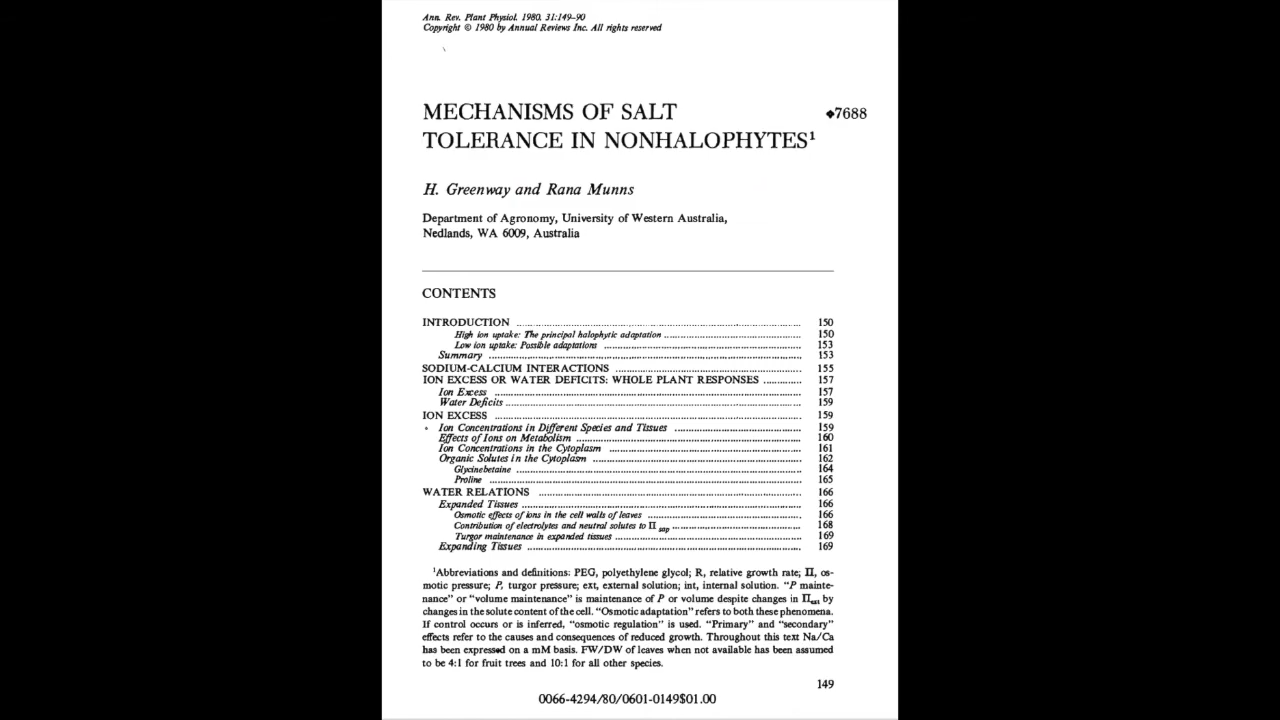 Ann. Rev. Plant Physiol. 1980. 31:149-90
Copyright © 1980 by Annual Reviews Inc. All rights reserved
MECHANISMS OF SALT
TOLERANCE IN NONHALOPHYTES¹
◆7688
H. Greenway and Rana Munns
Department of Agronomy, University of Western Australia,
Nedlands, WA 6009, Australia
CONTENTS
INTRODUCTION ........ 150
High ion uptake: The principal halophytic adaptation ........ 150
Low ion uptake: Possible adaptations ........ 153
Summary ........ 153
SODIUM-CALCIUM INTERACTIONS ........ 155
ION EXCESS OR WATER DEFICITS: WHOLE PLANT RESPONSES ........ 157
Ion Excess ........ 157
Water Deficits ........ 159
ION EXCESS ........ 159
Ion Concentrations in Different Species and Tissues ........ 159
Effects of Ions on Metabolism ........ 160
Ion Concentrations in the Cytoplasm ........ 161
Organic Solutes in the Cytoplasm ........ 162
Glycinebetaine ........ 164
Proline ........ 165
WATER RELATIONS ........ 166
Expanded Tissues ........ 166
Osmotic effects of ions in the cell walls of leaves ........ 166
Contribution of electrolytes and neutral solutes to Π sap ........ 168
Turgor maintenance in expanded tissues ........ 169
Expanding Tissues ........ 169
¹Abbreviations and definitions: PEG, polyethylene glycol; R, relative growth rate; Π, os-
motic pressure; P, turgor pressure; ext, external solution; int, internal solution. “P mainte-
nance” or “volume maintenance” is maintenance of P or volume despite changes in Πext by
changes in the solute content of the cell. “Osmotic adaptation” refers to both these phenomena.
If control occurs or is inferred, “osmotic regulation” is used. “Primary” and “secondary”
effects refer to the causes and consequences of reduced growth. Throughout this text Na/Ca
has been expressed on a mM basis. FW/DW of leaves when not available has been assumed
to be 4:1 for fruit trees and 10:1 for all other species.
149
0066-4294/80/0601-0149$01.00